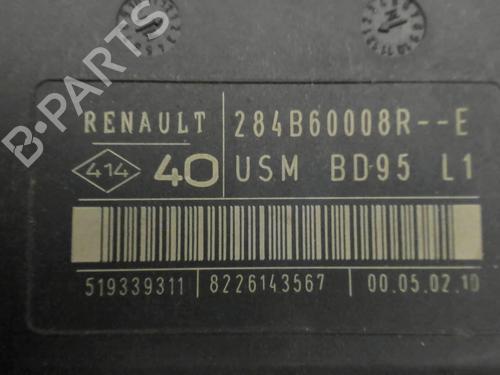 B-PARTS
RENAULT 284B60008R--E
414 40 USM BD95 L1
519339311 8226143567 00.05.02.10